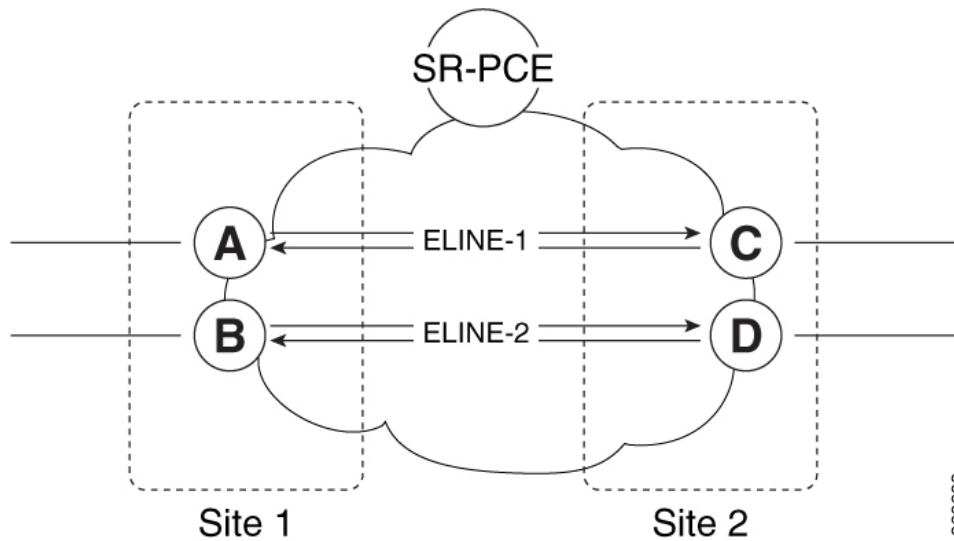 SR-PCE
A
ELINE-1
C
B
ELINE-2
D
Site 1
Site 2